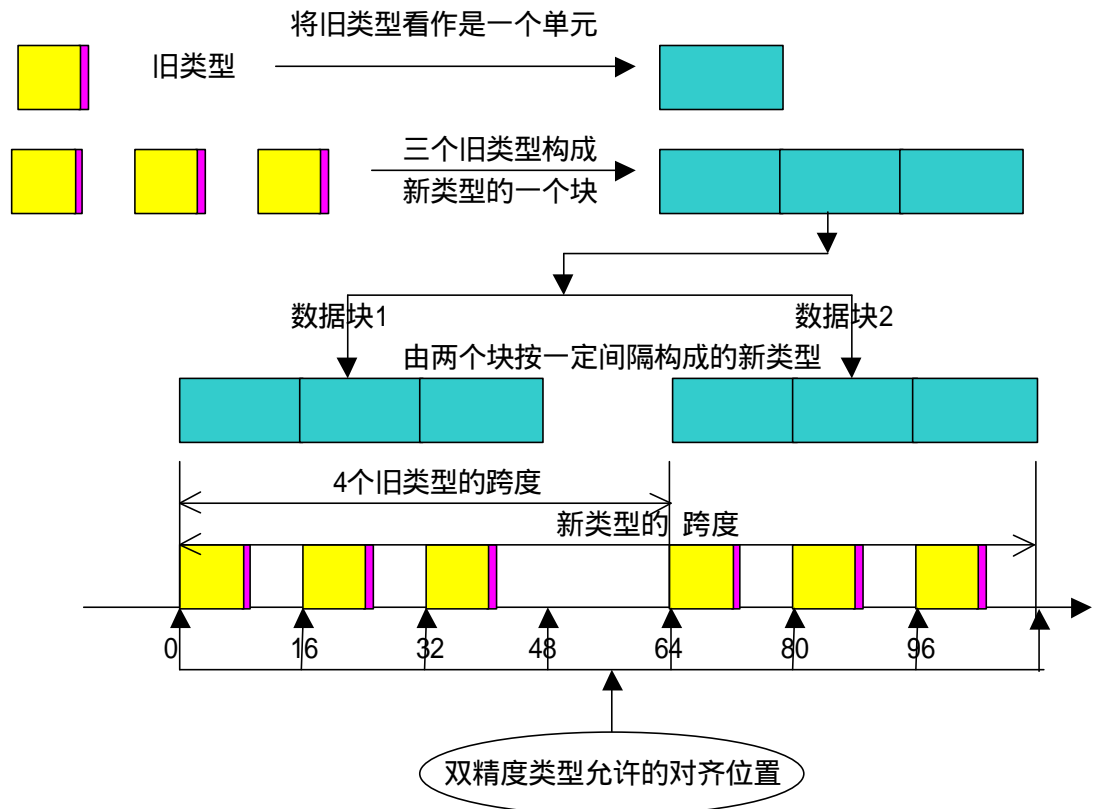 将旧类型看作是一个单元
旧类型
三个旧类型构成
新类型的一个块
数据块1
数据块2
由两个块按一定间隔构成的新类型
4个旧类型的跨度
新类型的 跨度
0 16 32 48 64 80 96
双精度类型允许的对齐位置